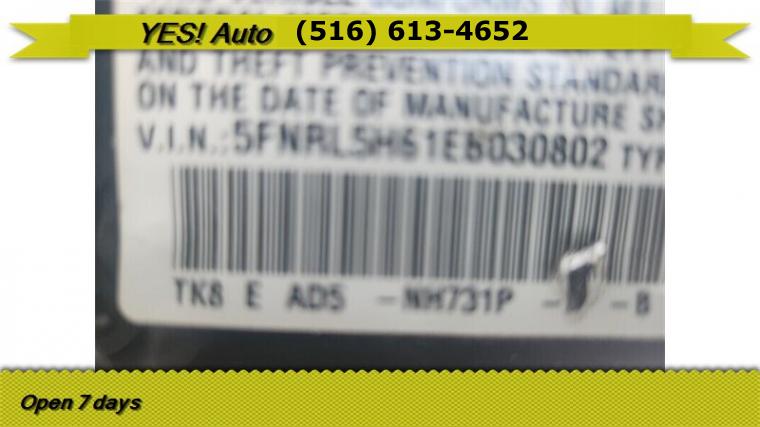 YES! Auto (516) 613-4652
AND THEFT PREVENTION STANDAR
ON THE DATE OF MANUFACTURE SH
V.I.N.: 5FNRL5H61EB030802 TYP
TK8 E AD5 -NH731P - -B
Open 7 days